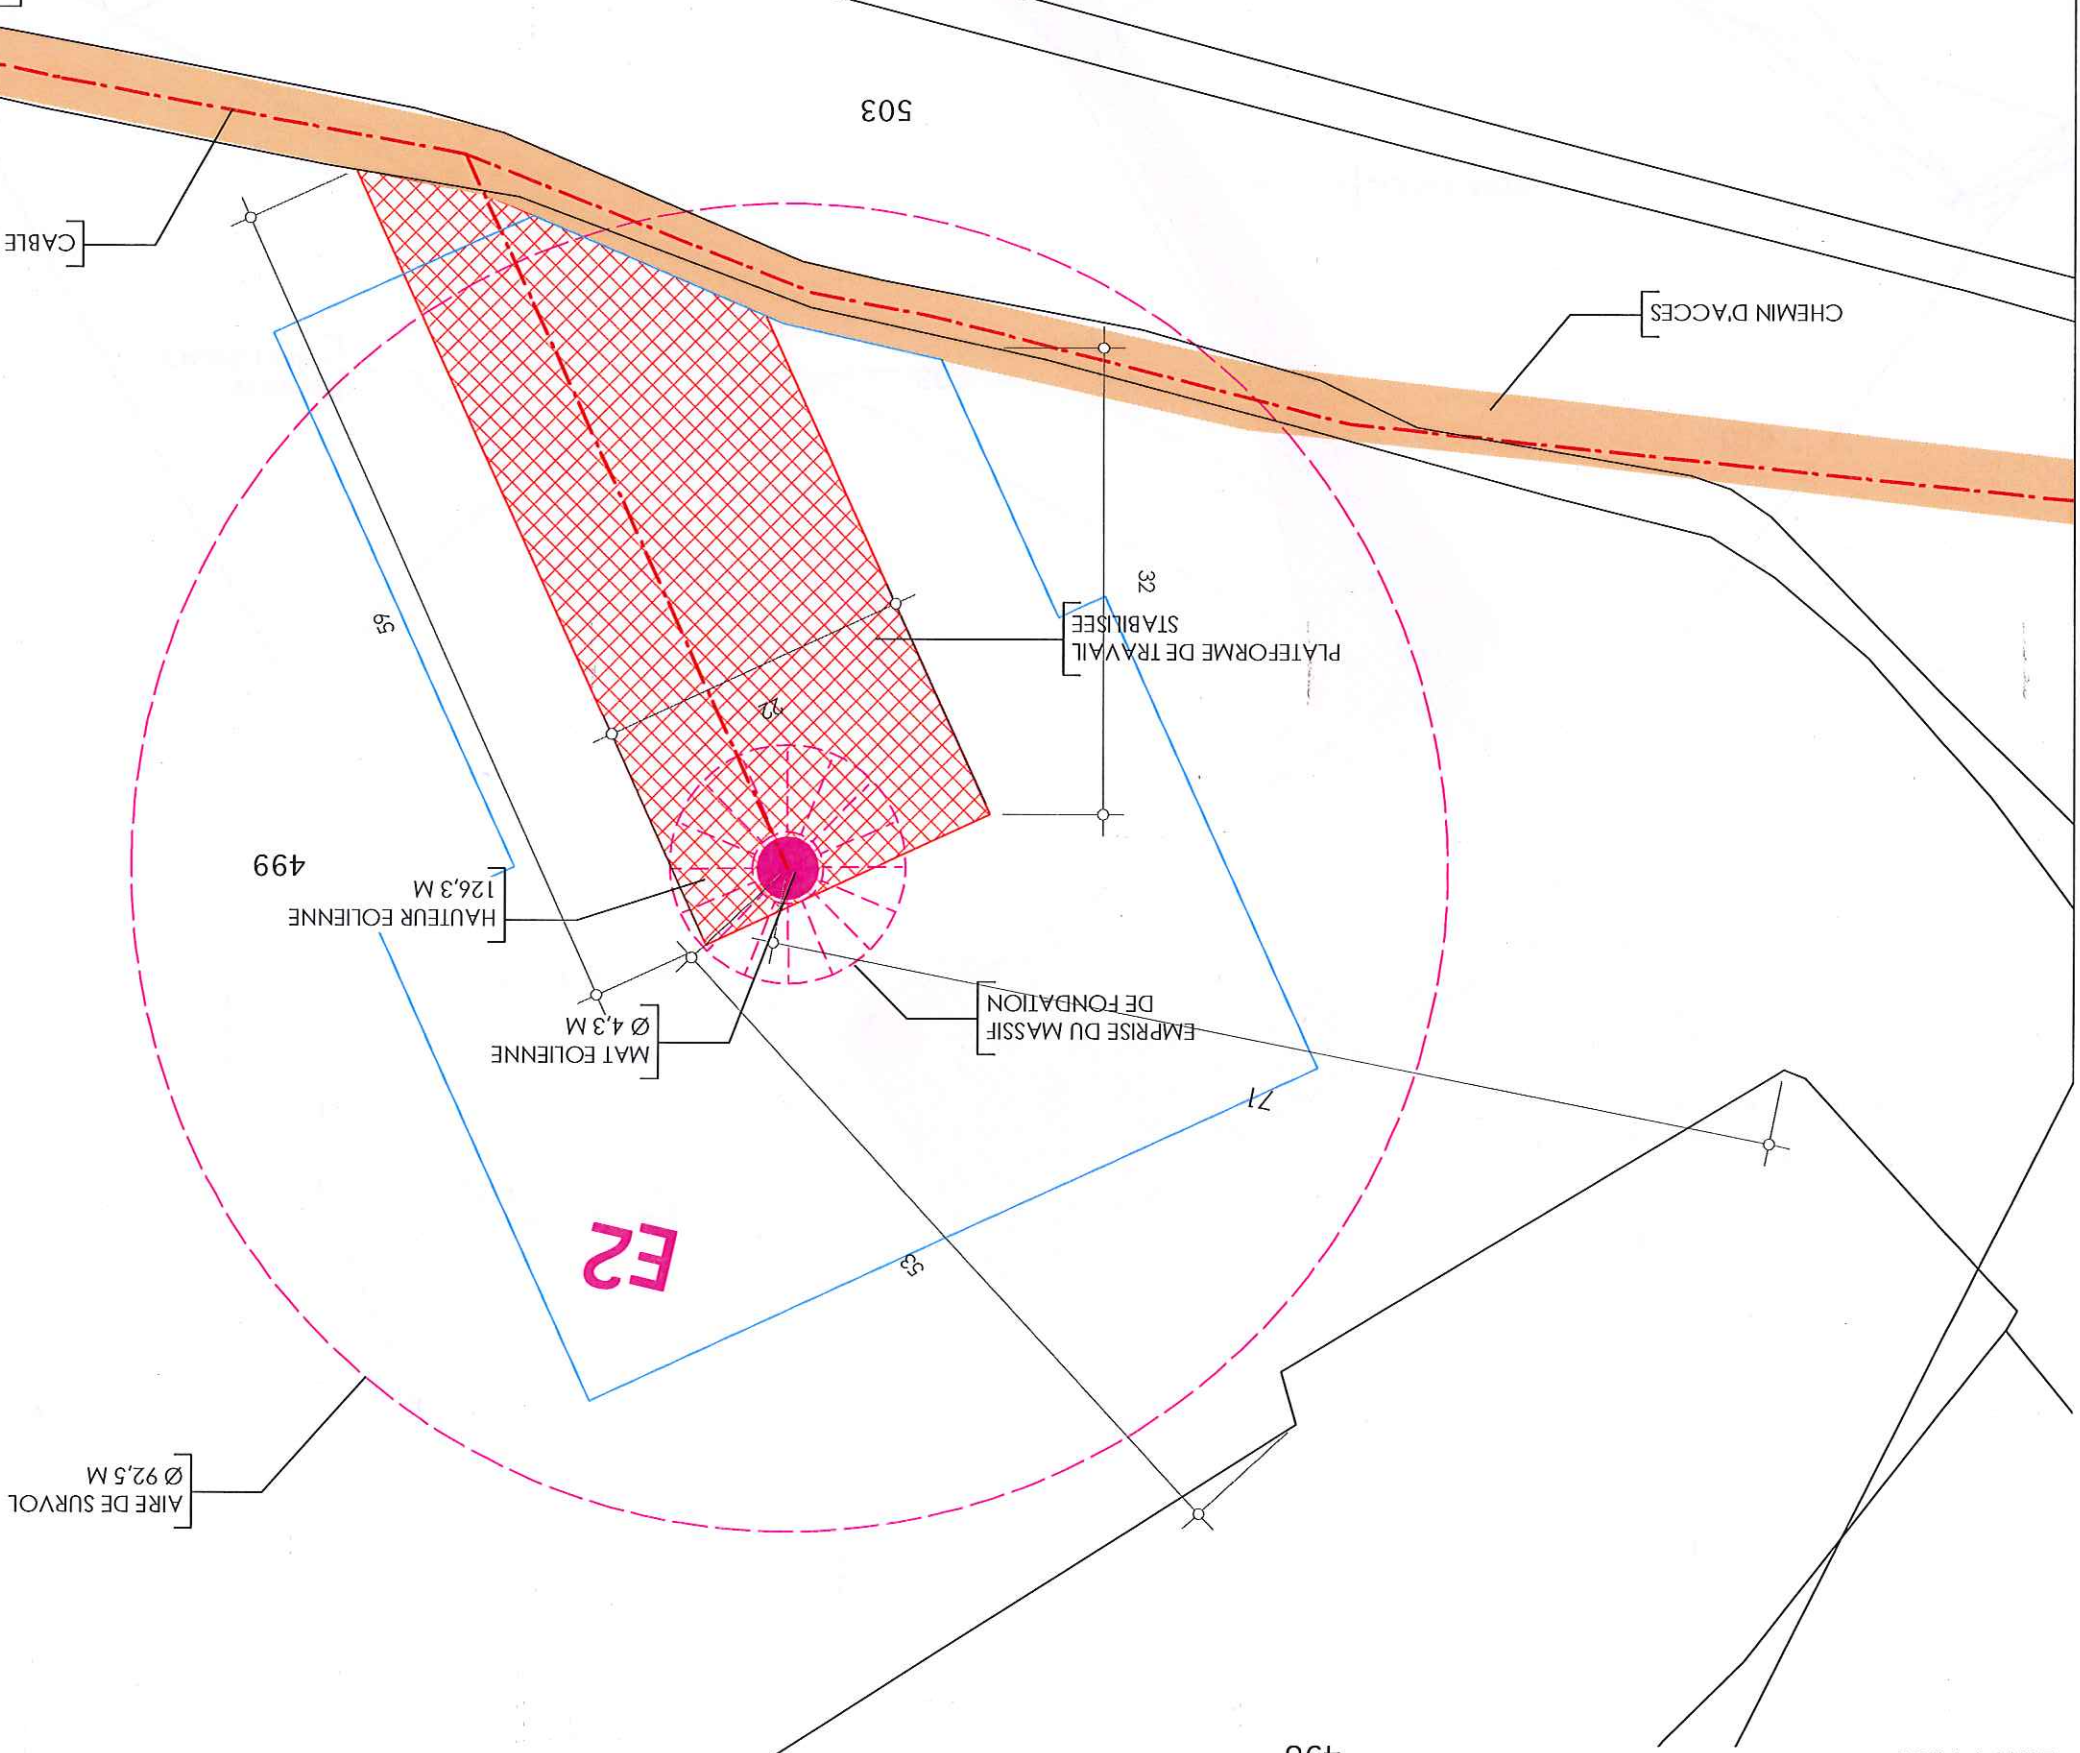 AIRE DE SURVOL
Ø 92,5 M
E2
53
71
MAT EOLIENNE
Ø 4,3 M
EMPRISE DU MASSIF
DE FONDATION
HAUTEUR EOLIENNE
126,3 M
499
22
PLATEFORME DE TRAVAIL
STABILISEE
59
32
CHEMIN D'ACCES
CABLE
503